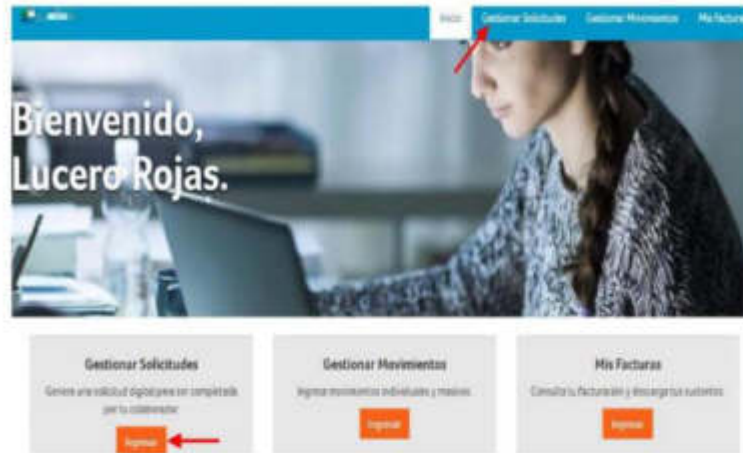 Inicio Gestionar Solicitudes Gestionar Movimientos Mis Facturas
Bienvenido,
Lucero Rojas.
Gestionar Solicitudes
Genere una solicitud digital para ser completada
por tu colaborador
Ingresar
Gestionar Movimientos
Ingresa movimientos individuales y masivos
Ingresar
Mis Facturas
Consulta tu facturación y descarga tus sustentos
Ingresar